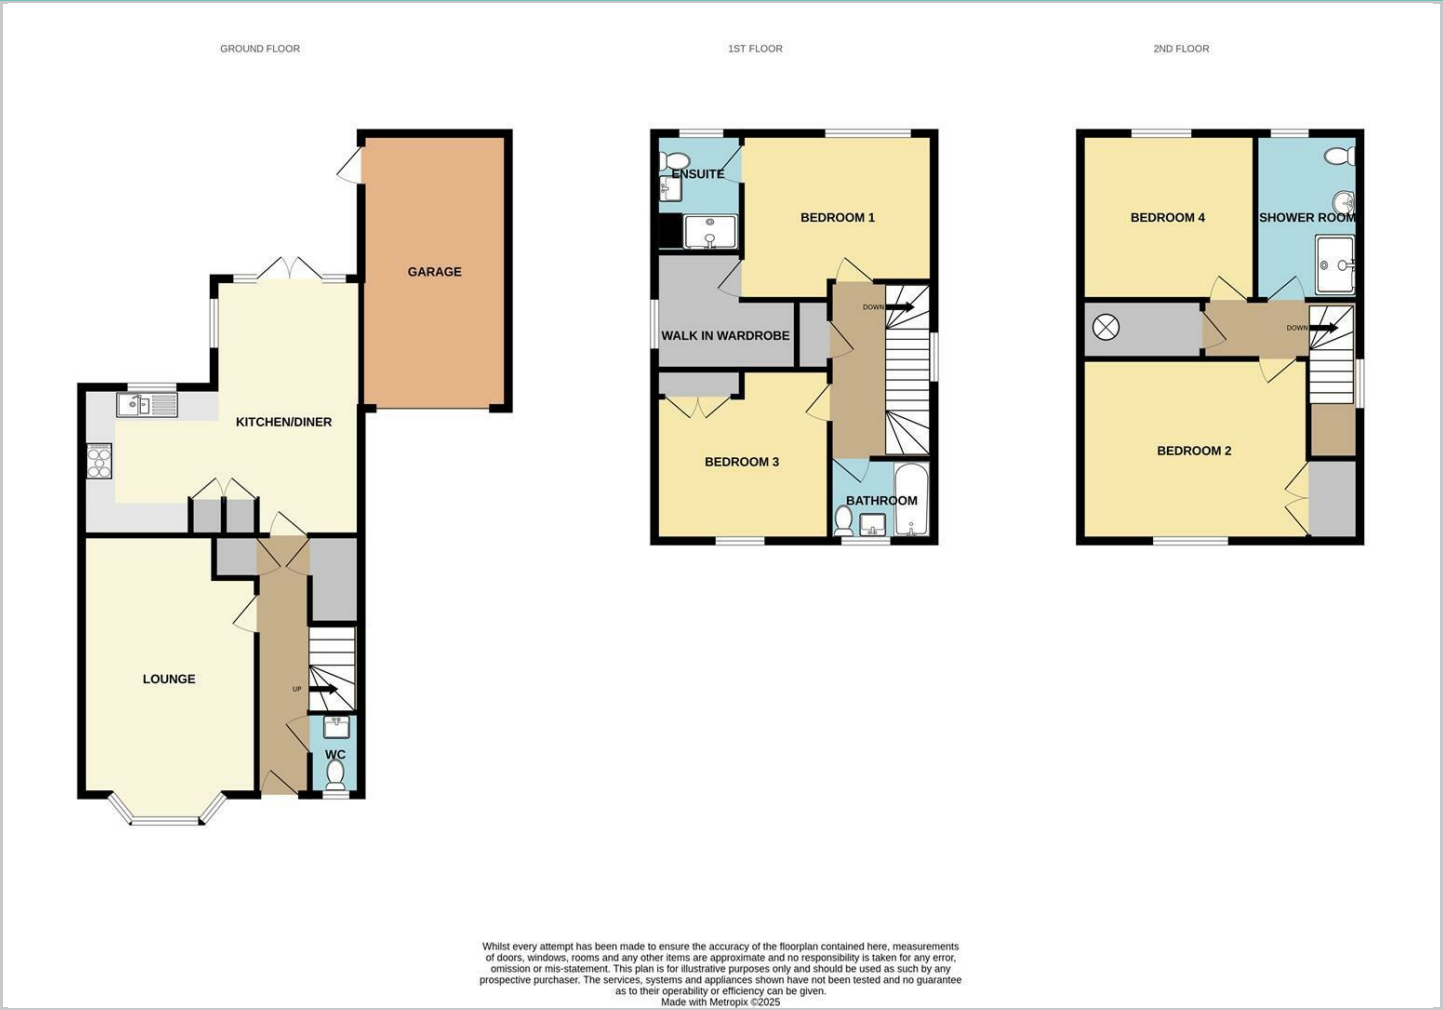 GROUND FLOOR
1ST FLOOR
2ND FLOOR
GARAGE
KITCHEN/DINER
LOUNGE
UP
WC
ENSUITE
BEDROOM 1
DOWN
WALK IN WARDROBE
BEDROOM 3
BATHROOM
BEDROOM 4
SHOWER ROOM
DOWN
BEDROOM 2
Whilst every attempt has been made to ensure the accuracy of the floorplan contained here, measurements
of doors, windows, rooms and any other items are approximate and no responsibility is taken for any error,
omission or mis-statement. This plan is for illustrative purposes only and should be used as such by any
prospective purchaser. The services, systems and appliances shown have not been tested and no guarantee
as to their operability or efficiency can be given.
Made with Metropix ©2025